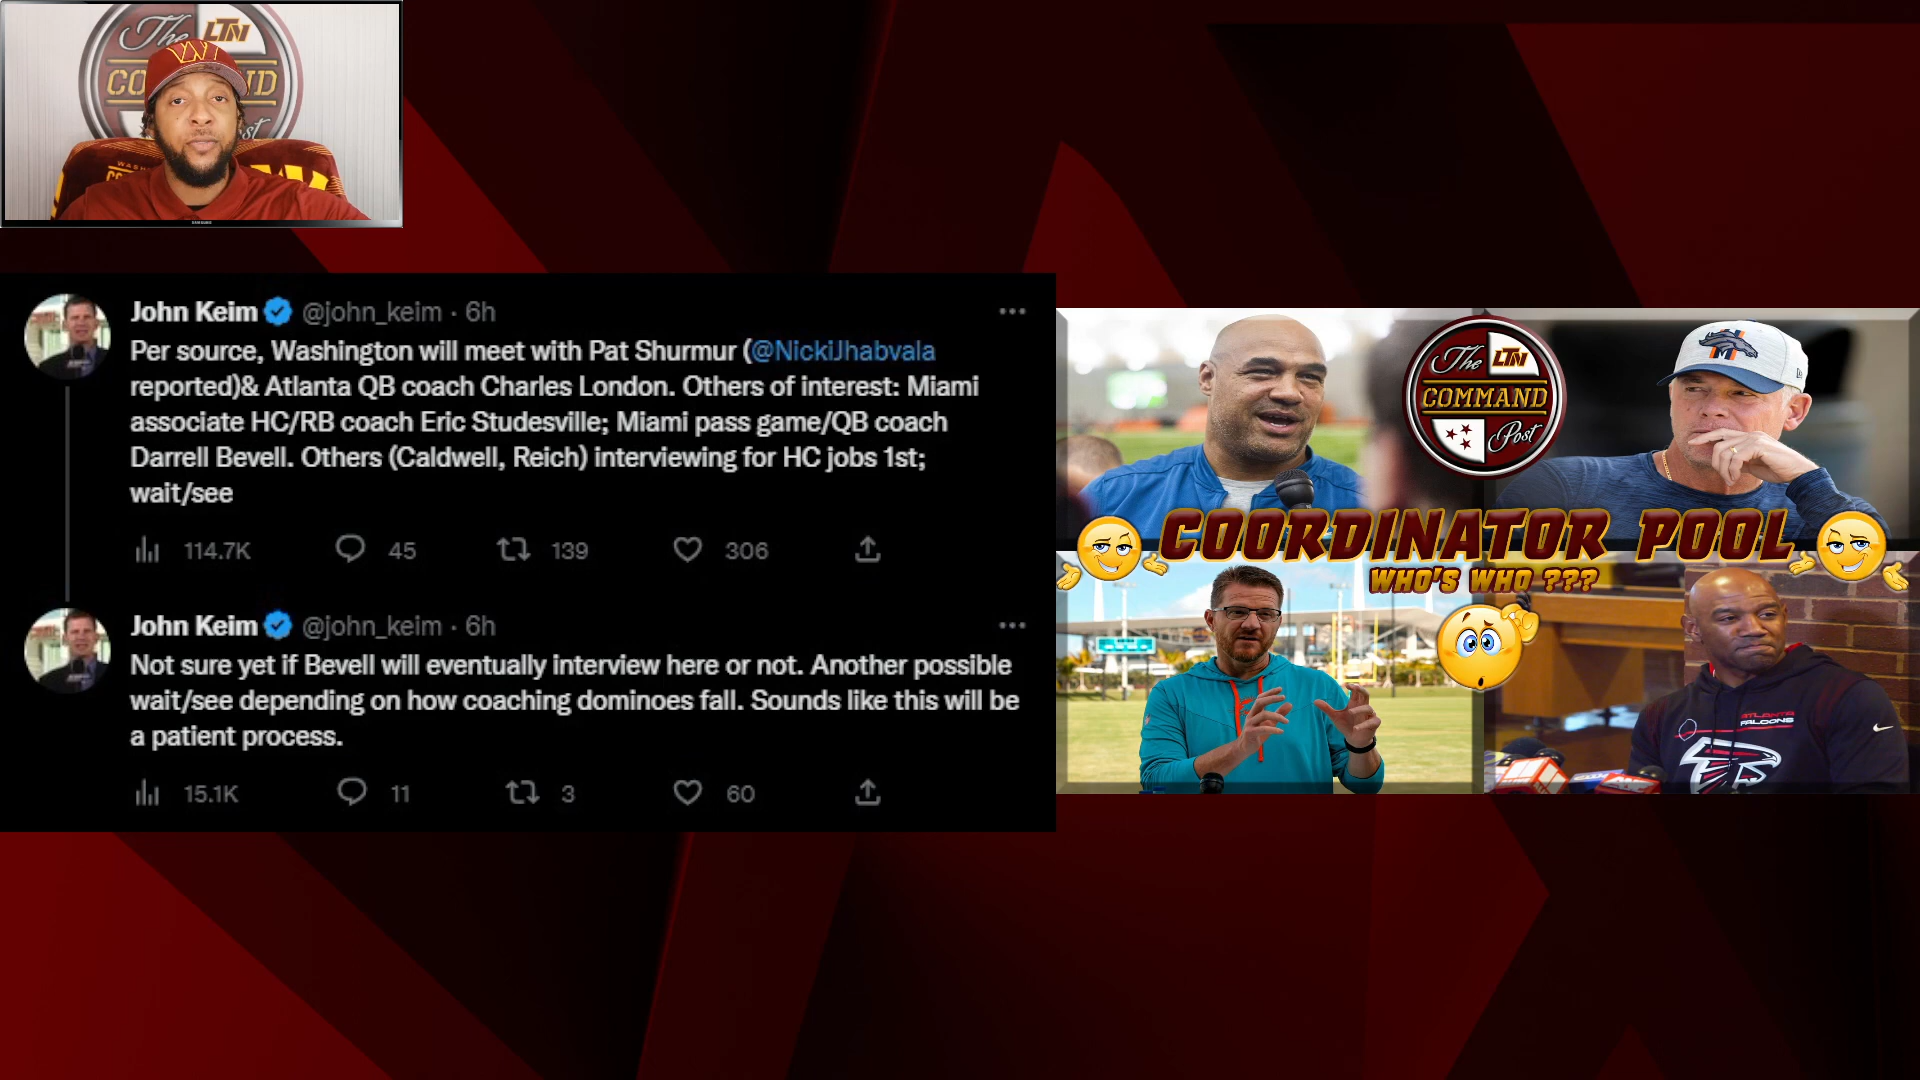 The LTN
COMMAND
Post
John Keim @john_keim · 6h
Per source, Washington will meet with Pat Shurmur (@NickiJhabvala
reported)& Atlanta QB coach Charles London. Others of interest: Miami
associate HC/RB coach Eric Studesville; Miami pass game/QB coach
Darrell Bevell. Others (Caldwell, Reich) interviewing for HC jobs 1st;
wait/see
114.7K 45 139 306
John Keim @john_keim · 6h
Not sure yet if Bevell will eventually interview here or not. Another possible
wait/see depending on how coaching dominoes fall. Sounds like this will be
a patient process.
15.1K 11 3 60
COORDINATOR POOL
WHO'S WHO ???
ATLANTA
FALCONS